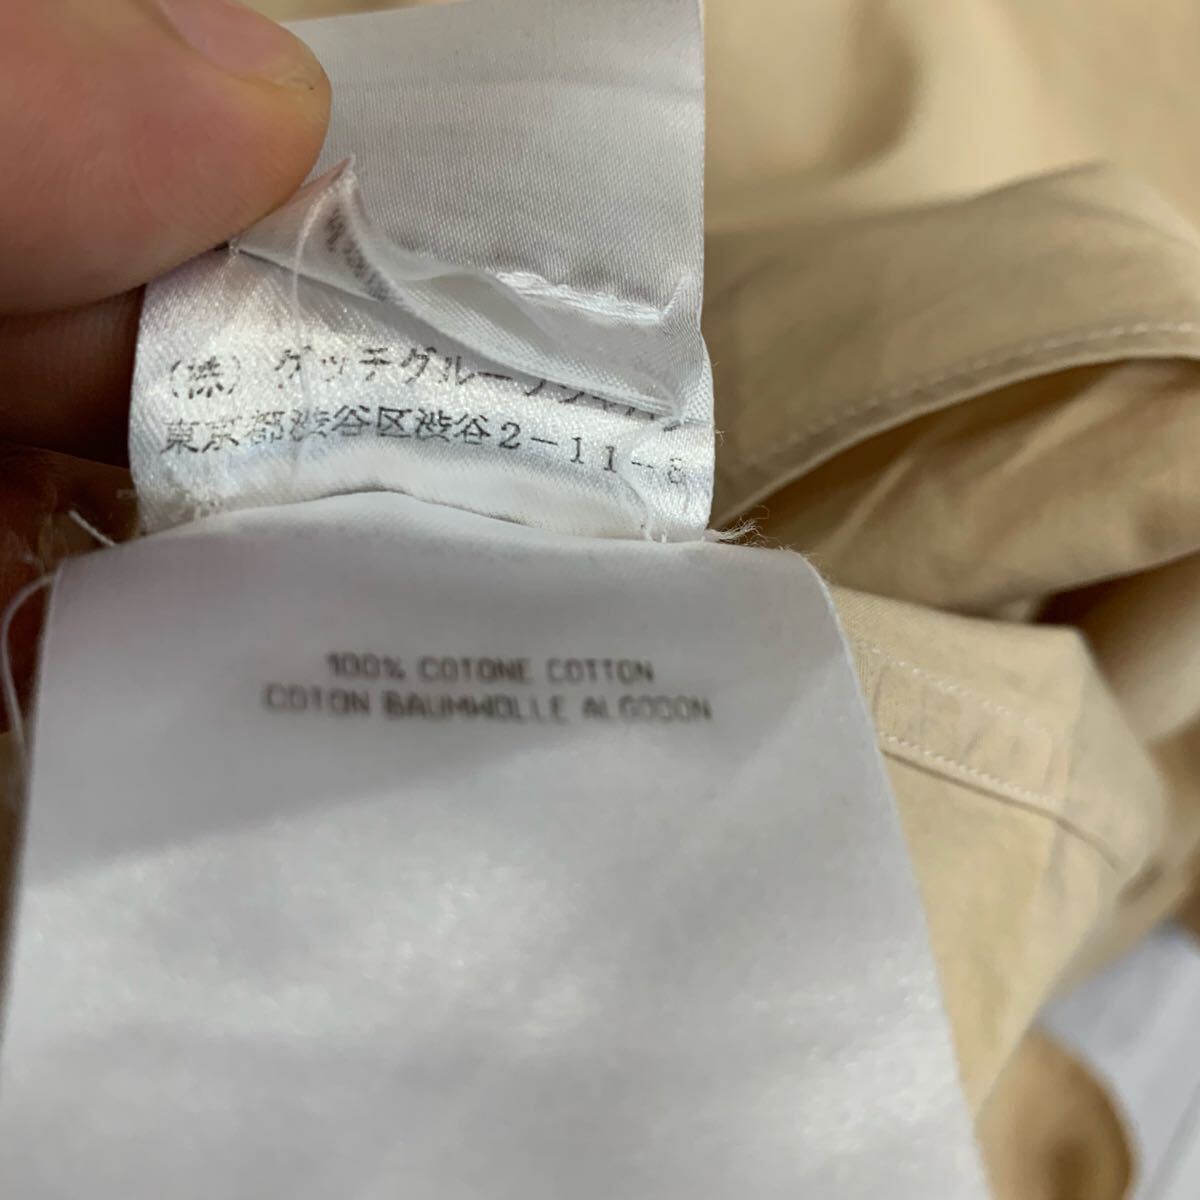 (株) グッチグループジャパン
東京都渋谷区渋谷2-11-8
100% COTONE COTTON
COTON BAUMWOLLE ALGODON